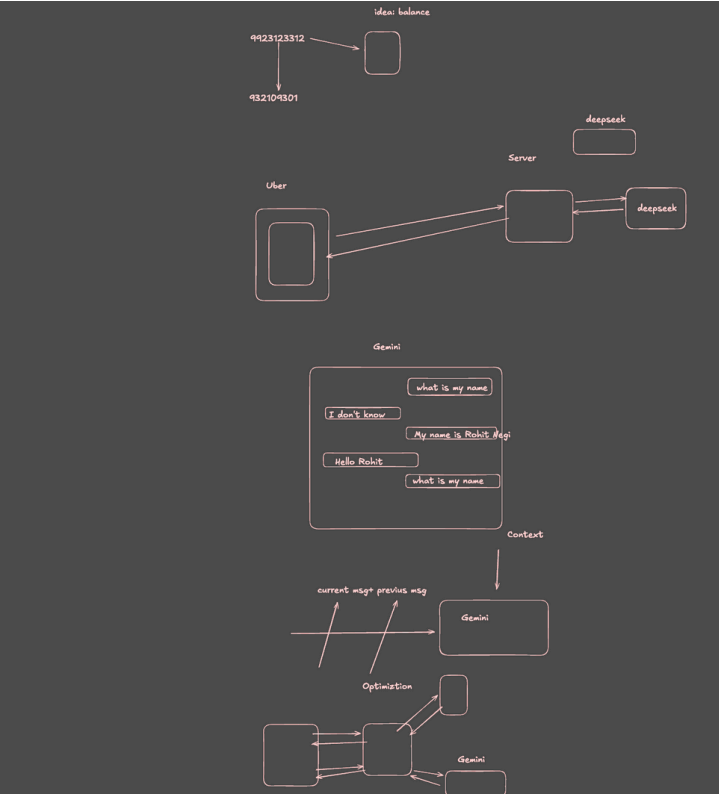 idea: balance
9923123312
932109301
deepseek
Server
Uber
deepseek
Gemini
what is my name
I don't know
My name is Rohit Negi
Hello Rohit
what is my name
Context
current msg+ previus msg
Gemini
Optimiztion
Gemini